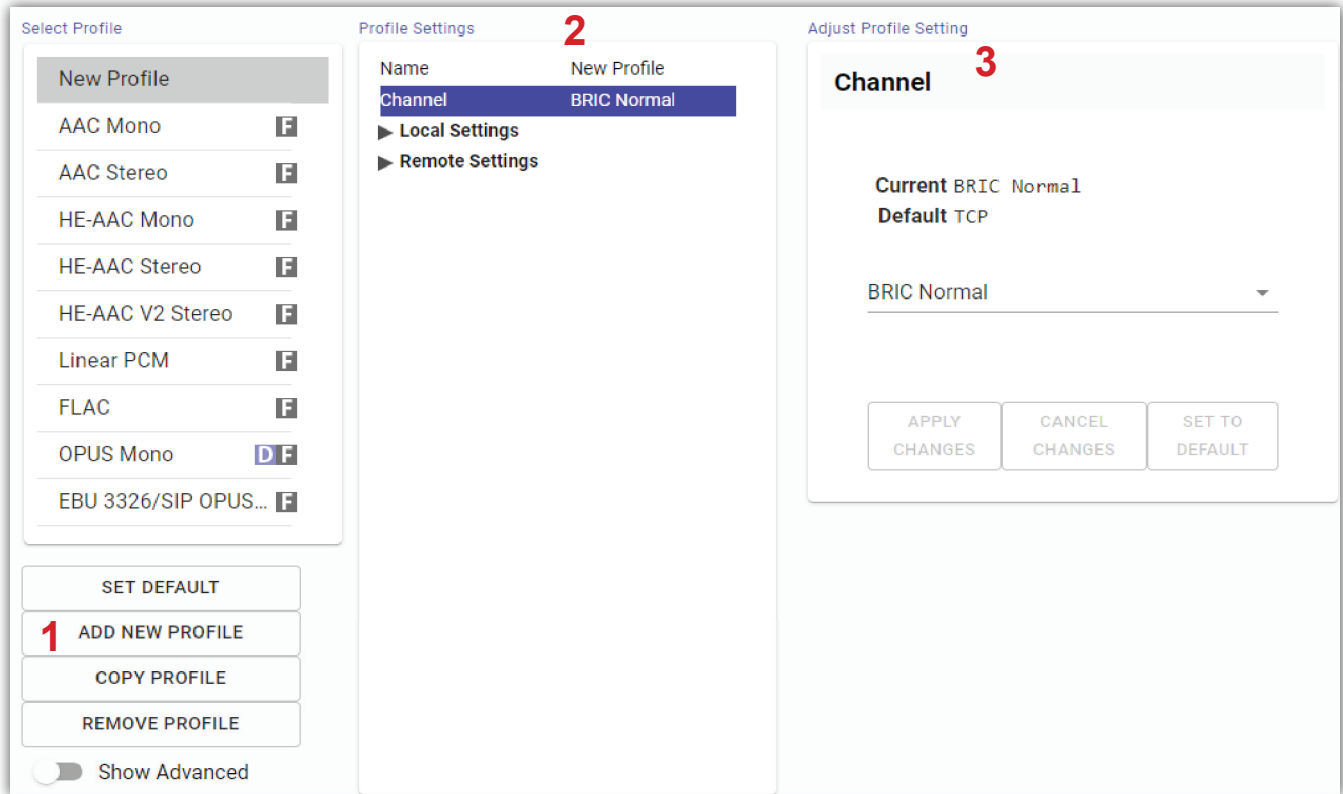 Select Profile
New Profile
AAC Mono F
AAC Stereo F
HE-AAC Mono F
HE-AAC Stereo F
HE-AAC V2 Stereo F
Linear PCM F
FLAC F
OPUS Mono D F
EBU 3326/SIP OPUS... F
SET DEFAULT
1 ADD NEW PROFILE
COPY PROFILE
REMOVE PROFILE
Show Advanced
Profile Settings 2
Name New Profile
Channel BRIC Normal
▶ Local Settings
▶ Remote Settings
Adjust Profile Setting
3
Channel
Current BRIC Normal
Default TCP
BRIC Normal
APPLY CHANGES
CANCEL CHANGES
SET TO DEFAULT